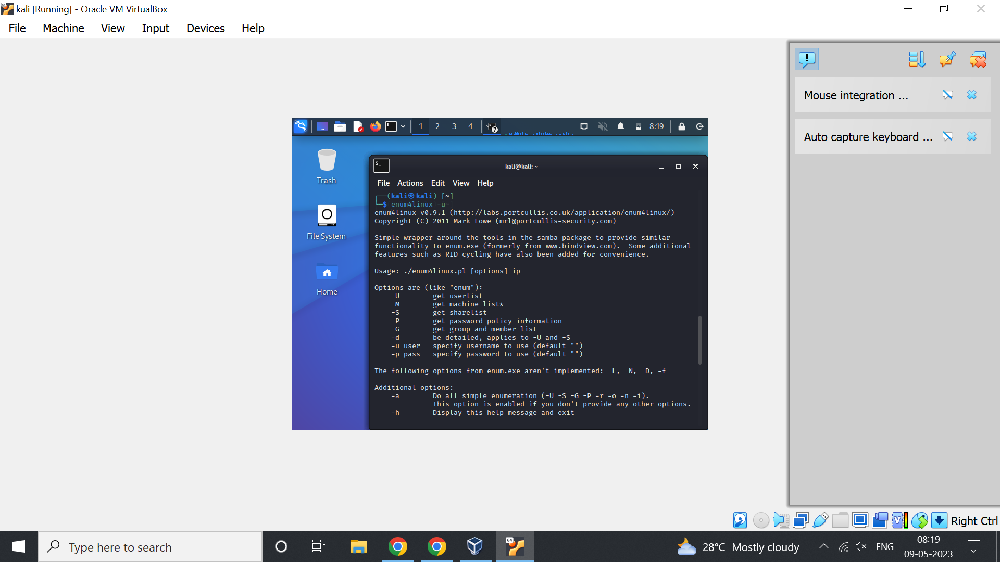 kali [Running] - Oracle VM VirtualBox
File Machine View Input Devices Help
Mouse integration ...
Auto capture keyboard ...
1 2 3 4 7 8:19
Trash
File System
Home
kali@kali: ~
File Actions Edit View Help
┌──(kali㉿kali)-[~]
└─$ enum4linux -u
enum4linux v0.9.1 (http://labs.portcullis.co.uk/application/enum4linux/)
Copyright (C) 2011 Mark Lowe (mrl@portcullis-security.com)
Simple wrapper around the tools in the samba package to provide similar
functionality to enum.exe (formerly from www.bindview.com).  Some additional
features such as RID cycling have also been added for convenience.
Usage: ./enum4linux.pl [options] ip
Options are (like "enum"):
-U get userlist
-M get machine list*
-S get sharelist
-P get password policy information
-G get group and member list
-d be detailed, applies to -U and -S
-u user specify username to use (default "")
-p pass specify password to use (default "")
The following options from enum.exe aren't implemented: -L, -N, -D, -f
Additional options:
-a Do all simple enumeration (-U -S -G -P -r -o -n -i).
This option is enabled if you don't provide any other options.
-h Display this help message and exit
Right Ctrl
Type here to search
64
28°C Mostly cloudy
ENG
08:19
09-05-2023